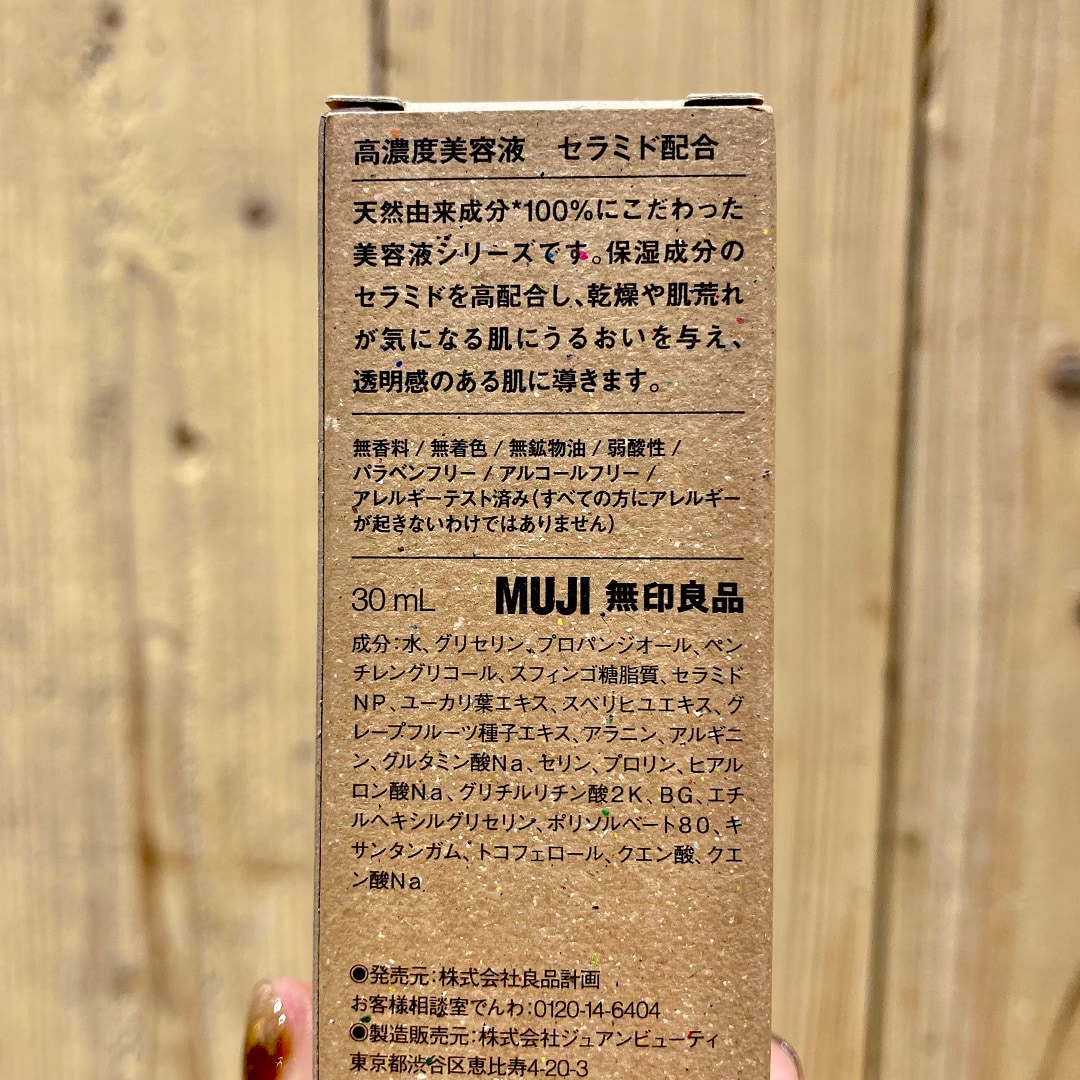 高濃度美容液　セラミド配合
天然由来成分*100%にこだわった
美容液シリーズです。保湿成分の
セラミドを高配合し、乾燥や肌荒れ
が気になる肌にうるおいを与え、
透明感のある肌に導きます。
無香料 / 無着色 / 無鉱物油 / 弱酸性 /
パラベンフリー / アルコールフリー /
アレルギーテスト済み(すべての方にアレルギー
が起きないわけではありません)
30 mL MUJI 無印良品
成分:水、グリセリン、プロパンジオール、ペン
チレングリコール、スフィンゴ糖脂質、セラミド
NP、ユーカリ葉エキス、スベリヒユエキス、グ
レープフルーツ種子エキス、アラニン、アルギニ
ン、グルタミン酸Na、セリン、プロリン、ヒアル
ロン酸Na、グリチルリチン酸2K、BG、エチ
ルヘキシルグリセリン、ポリソルベート80、キ
サンタンガム、トコフェロール、クエン酸、クエ
ン酸Na
◉発売元:株式会社良品計画
お客様相談室でんわ:0120-14-6404
◉製造販売元:株式会社ジュアンビューティ
東京都渋谷区恵比寿4-20-3